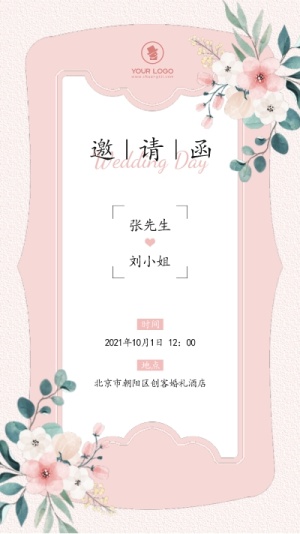 YOUR LOGO
邀|请|函
Wedding Day
张先生
刘小姐
时间
2021年10月1日 12：00
地点
北京市朝阳区创客婚礼酒店